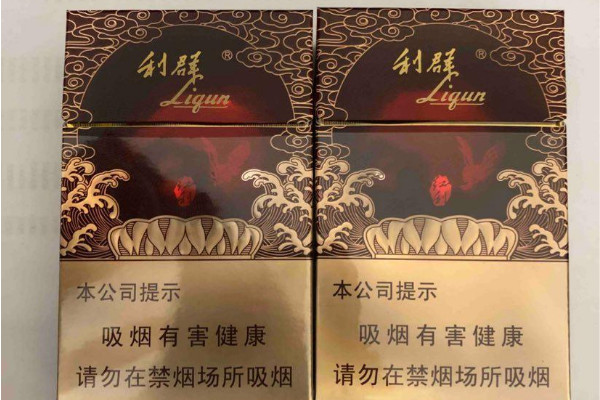 利群®
Liqun
本公司提示
吸烟有害健康
请勿在禁烟场所吸烟
利群®
Liqun
本公司提示
吸烟有害健康
请勿在禁烟场所吸烟